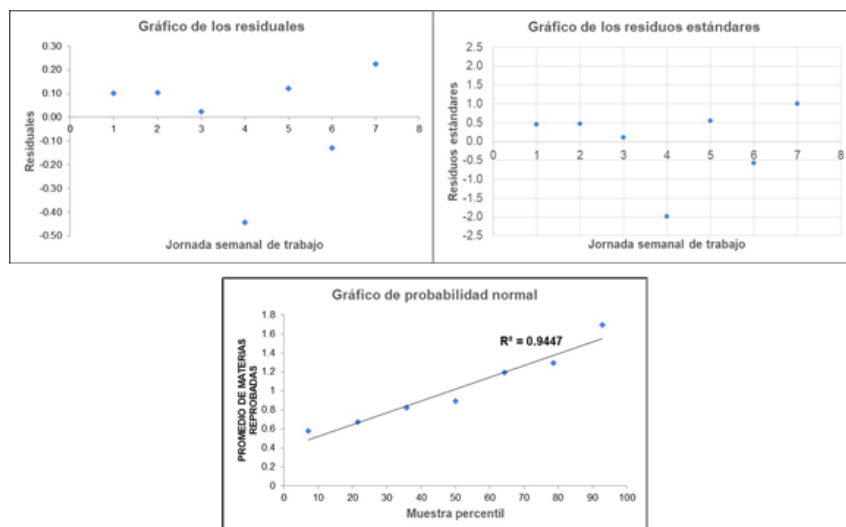 Gráfico de los residuales
0.30
0.20
0.10
0.00
-0.10
-0.20
-0.30
-0.40
-0.50
0 1 2 3 4 5 6 7 8
Residuales
Jornada semanal de trabajo
Gráfico de los residuos estándares
2.5
2.0
1.5
1.0
0.5
0.0
-0.5
-1.0
-1.5
-2.0
-2.5
0 1 2 3 4 5 6 7 8
Residuos estándares
Jornada semanal de trabajo
Gráfico de probabilidad normal
1.8
1.6
1.4
1.2
1
0.8
0.6
0.4
0.2
0
R² = 0.9447
PROMEDIO DE MATERIAS
REPROBADAS
0 10 20 30 40 50 60 70 80 90 100
Muestra percentil